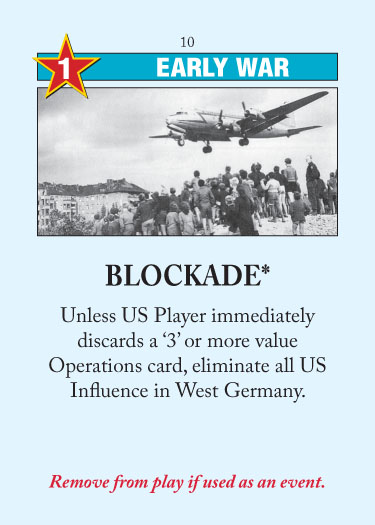 10
1
EARLY WAR
BLOCKADE*
Unless US Player immediately
discards a ‘3’ or more value
Operations card, eliminate all US
Influence in West Germany.
Remove from play if used as an event.